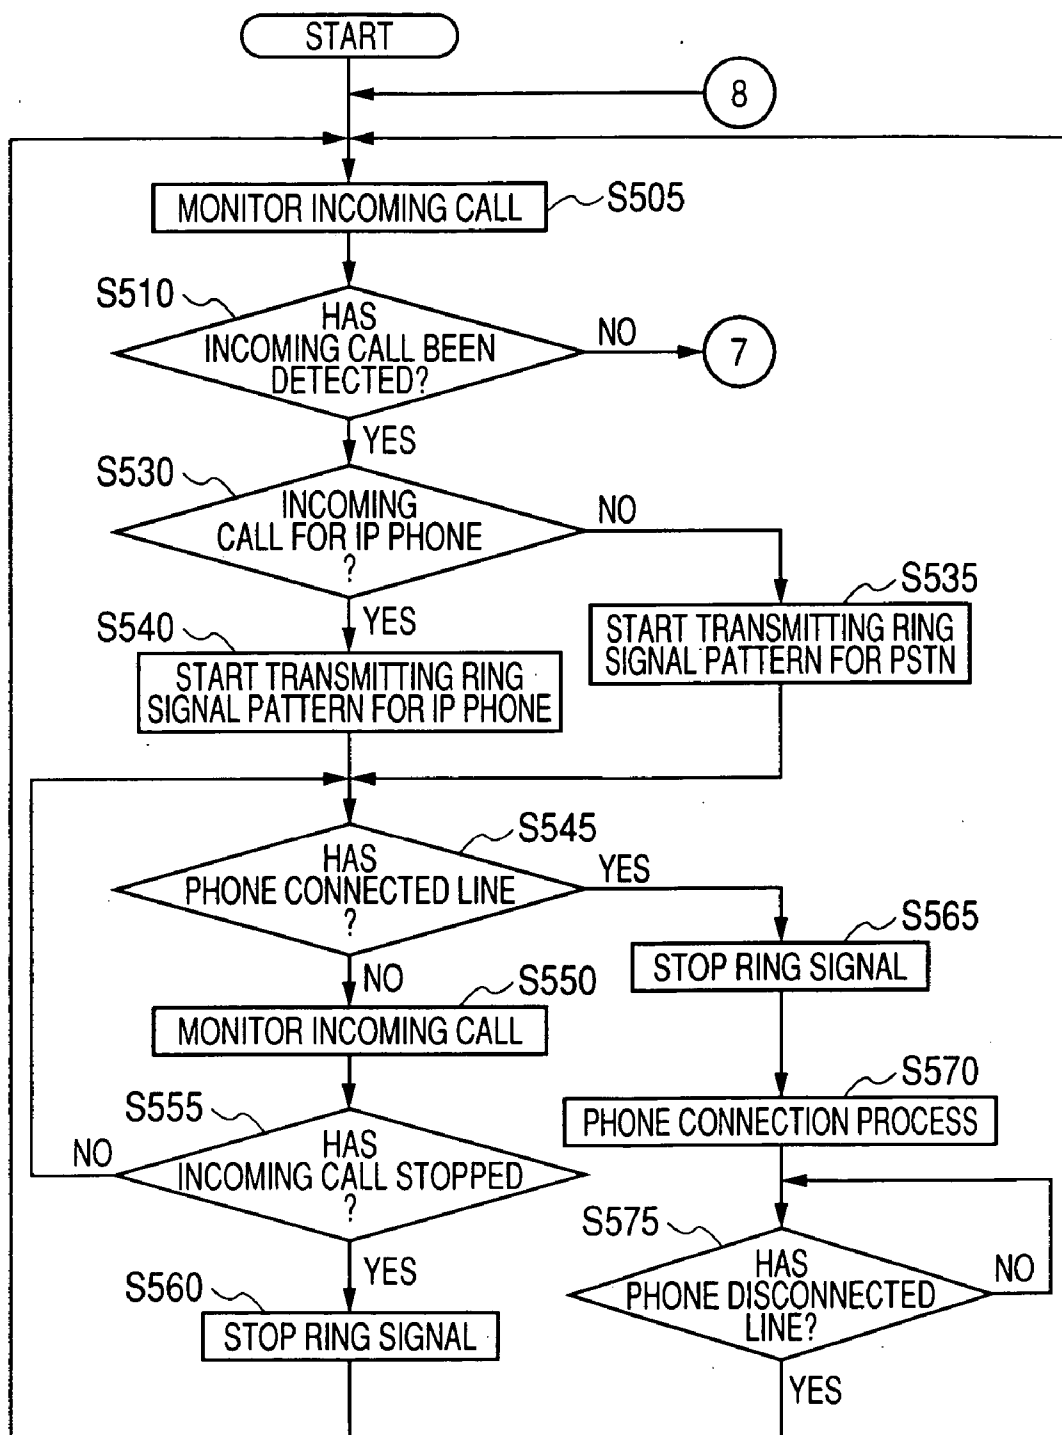 START
8
MONITOR INCOMING CALL
S505
S510
HAS
INCOMING CALL BEEN
DETECTED?
NO
7
YES
S530
INCOMING
CALL FOR IP PHONE
?
NO
YES
S535
START TRANSMITTING RING
SIGNAL PATTERN FOR PSTN
S540
START TRANSMITTING RING
SIGNAL PATTERN FOR IP PHONE
S545
HAS
PHONE CONNECTED LINE
?
YES
NO
S565
STOP RING SIGNAL
S550
MONITOR INCOMING CALL
S570
PHONE CONNECTION PROCESS
S555
HAS
INCOMING CALL STOPPED
?
NO
YES
S575
HAS
PHONE DISCONNECTED
LINE?
NO
YES
S560
STOP RING SIGNAL